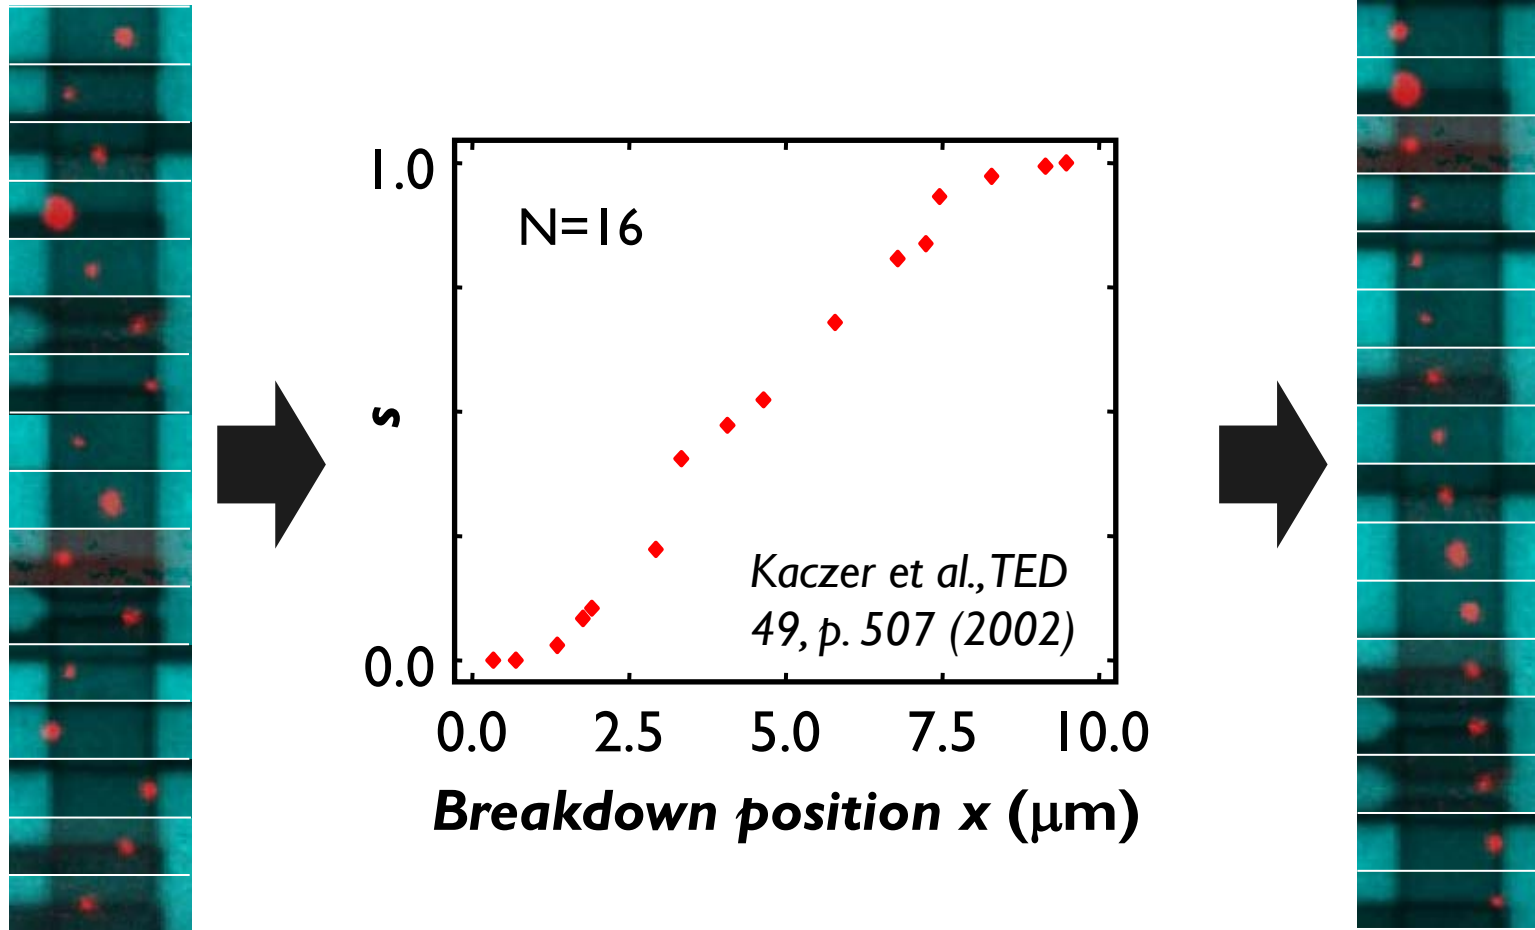 1.0
N=16
s
Kaczer et al., TED
49, p. 507 (2002)
0.0
0.0 2.5 5.0 7.5 10.0
Breakdown position x (μm)